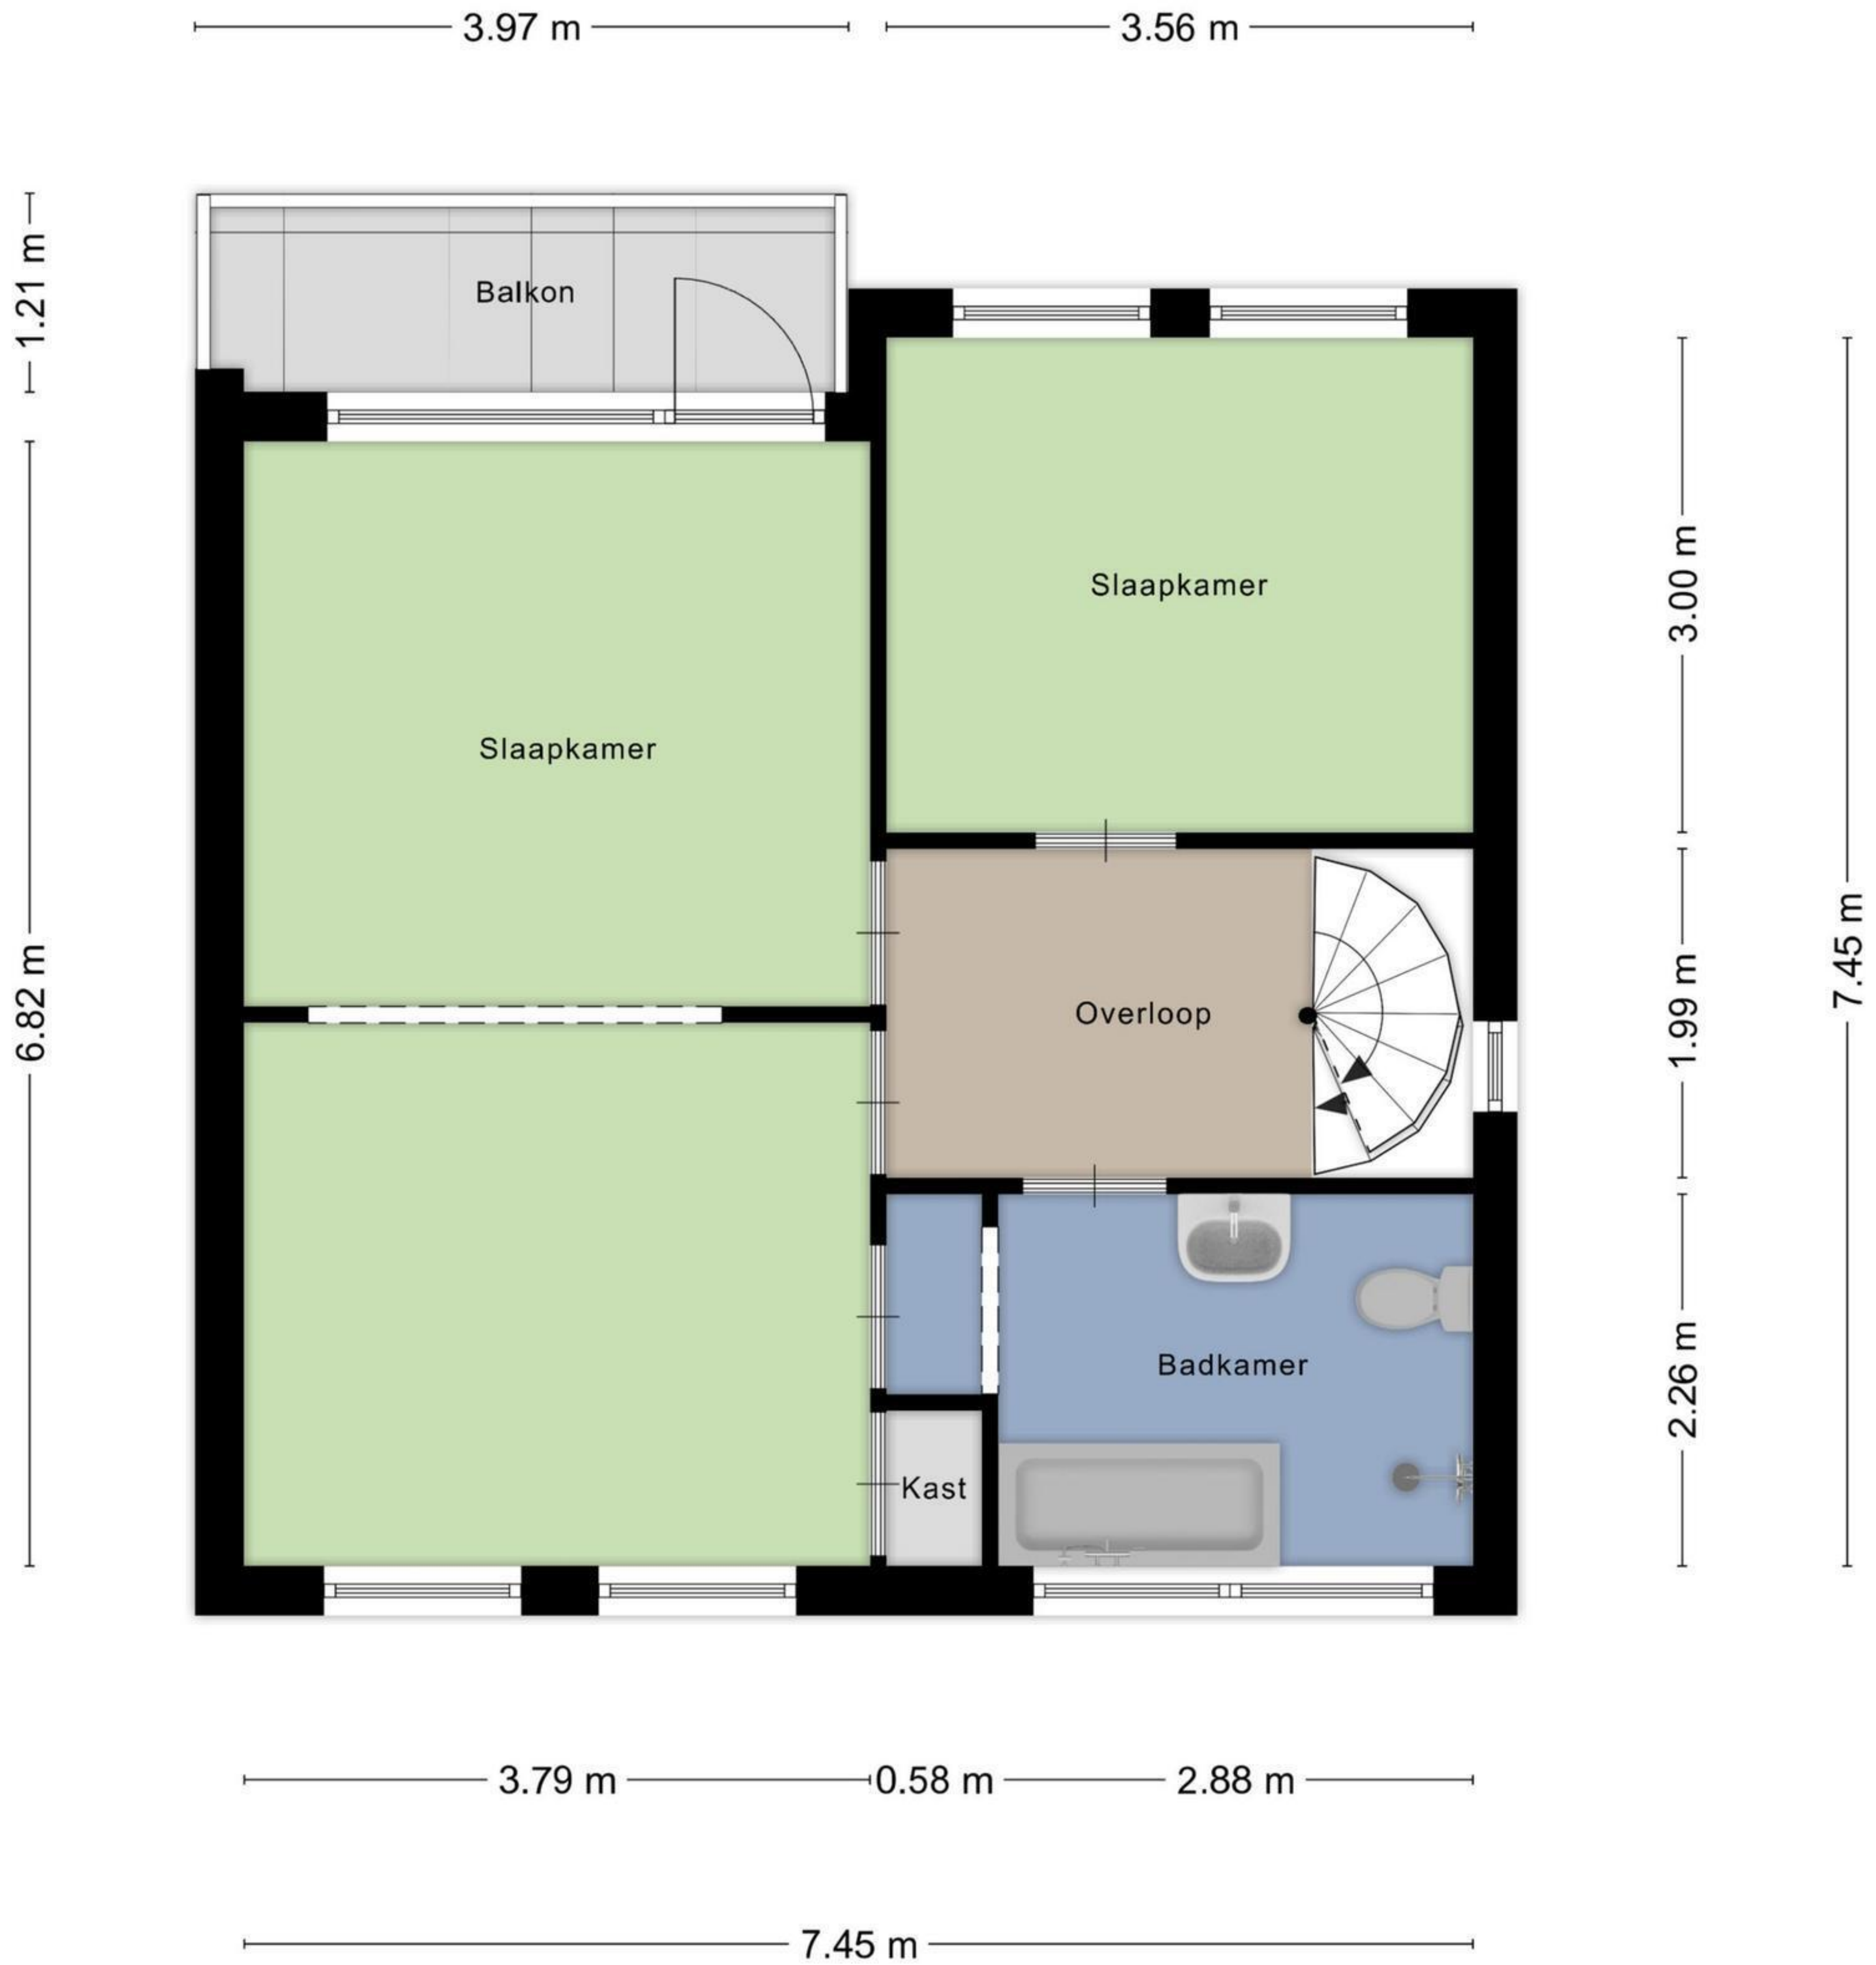 3.97 m
3.56 m
1.21 m
Balkon
Slaapkamer
3.00 m
Slaapkamer
7.45 m
6.82 m
Overloop
1.99 m
Badkamer
2.26 m
Kast
3.79 m
0.58 m
2.88 m
7.45 m